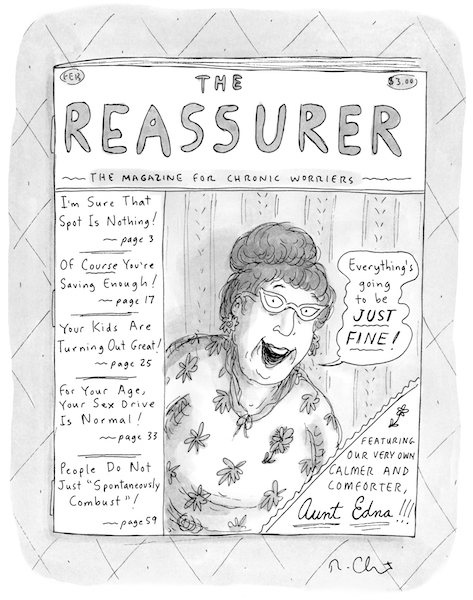 FEB
$3.00
THE
REASSURER
THE MAGAZINE FOR CHRONIC WORRIERS
I'm Sure That
Spot Is Nothing!
page 3
Of Course You're
Saving Enough!
page 17
Your Kids Are
Turning Out Great!
page 25
For Your Age,
Your Sex Drive
Is Normal!
page 33
People Do Not
Just "Spontaneously
Combust"!
page 59
Everything's
going
to be
JUST
FINE!
FEATURING
OUR VERY OWN
CALMER AND
COMFORTER,
Aunt Edna!!!
R. Chast